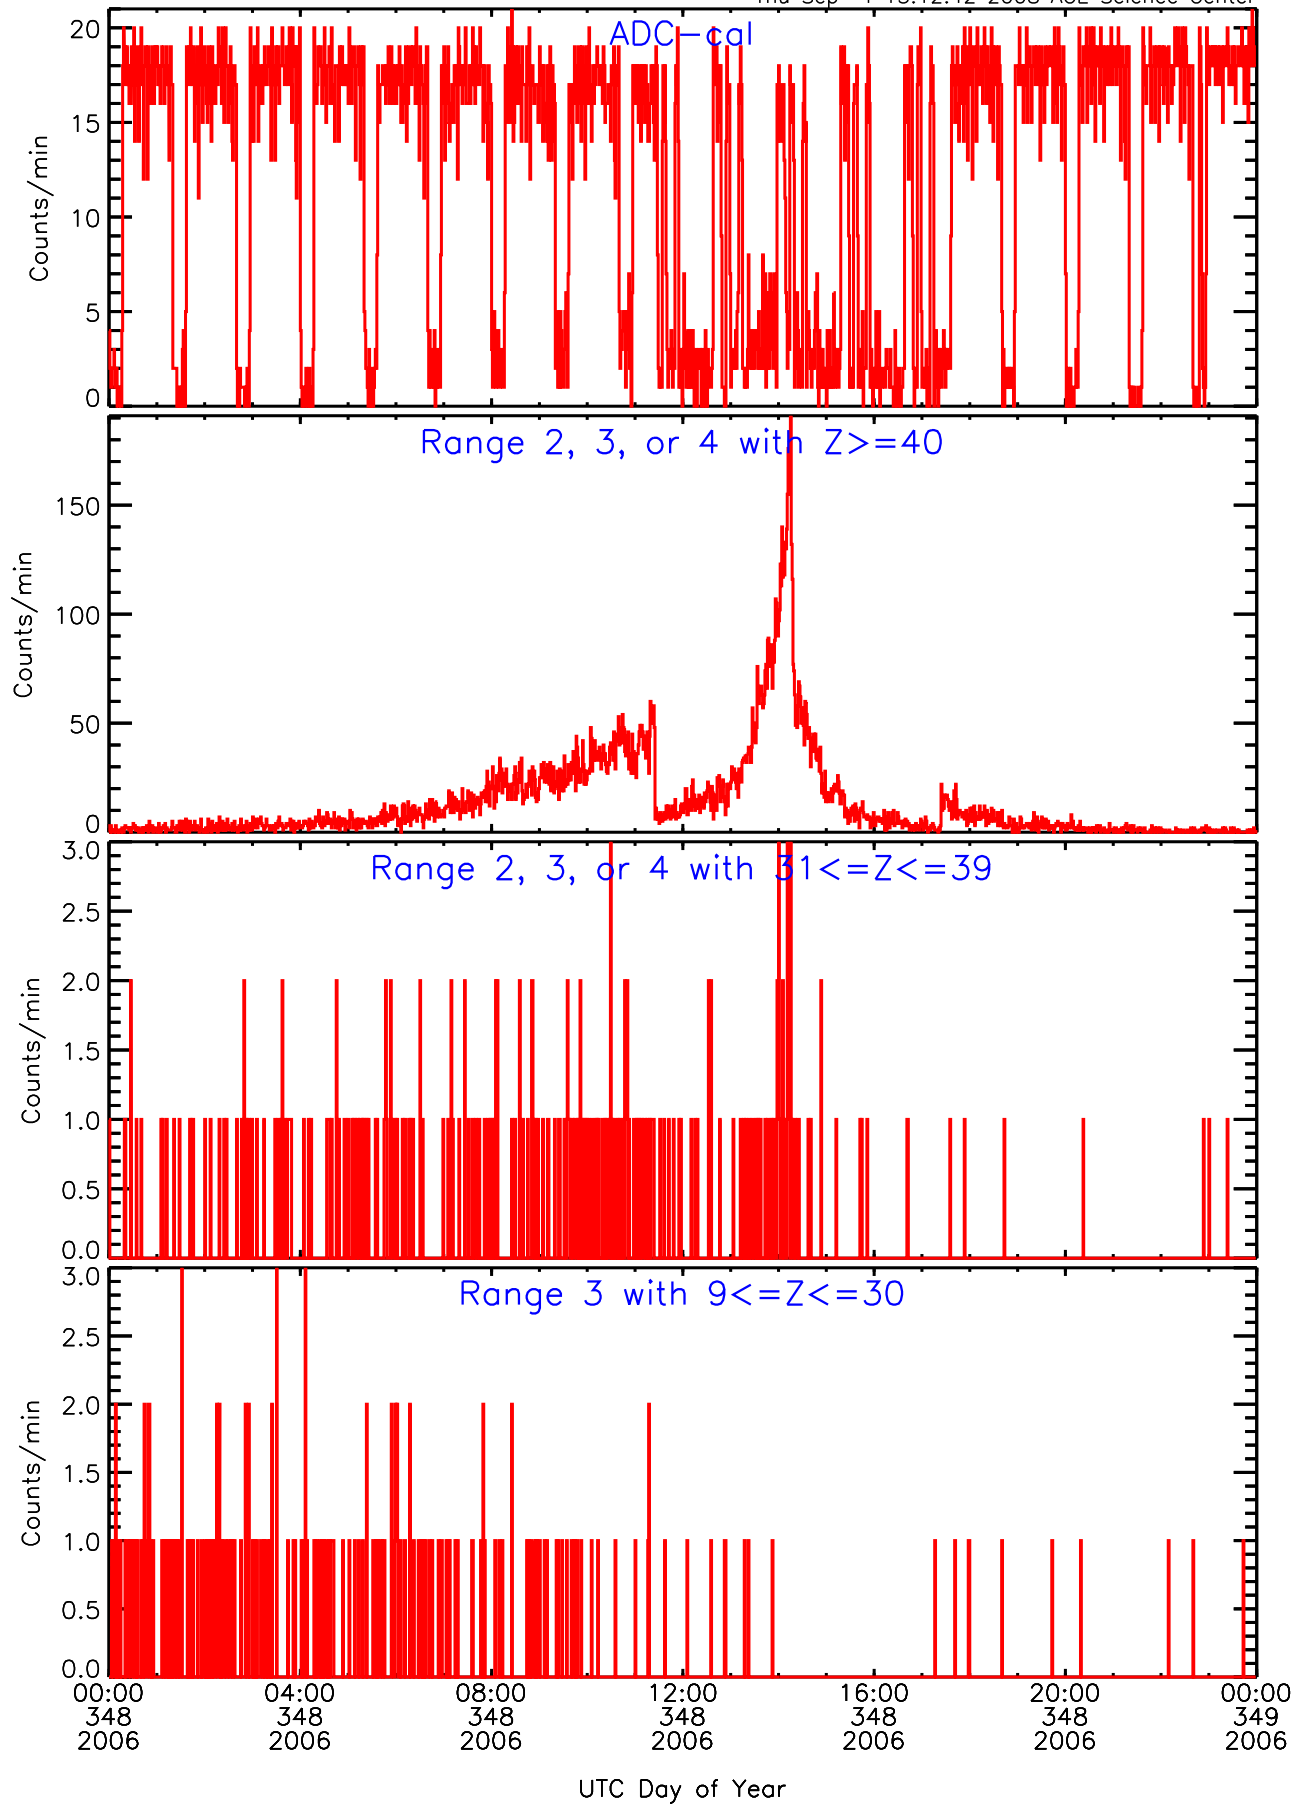 ADC-cal
20
15
10
5
0
Counts/min
Range 2, 3, or 4 with Z>=40
150
100
50
0
Counts/min
Range 2, 3, or 4 with 31<=Z<=39
3.0
2.5
2.0
1.5
1.0
0.5
0.0
Counts/min
Range 3 with 9<=Z<=30
3.0
2.5
2.0
1.5
1.0
0.5
0.0
Counts/min
00:00 04:00 08:00 12:00 16:00 20:00 00:00
348 348 348 348 348 348 349
2006 2006 2006 2006 2006 2006 2006
UTC Day of Year